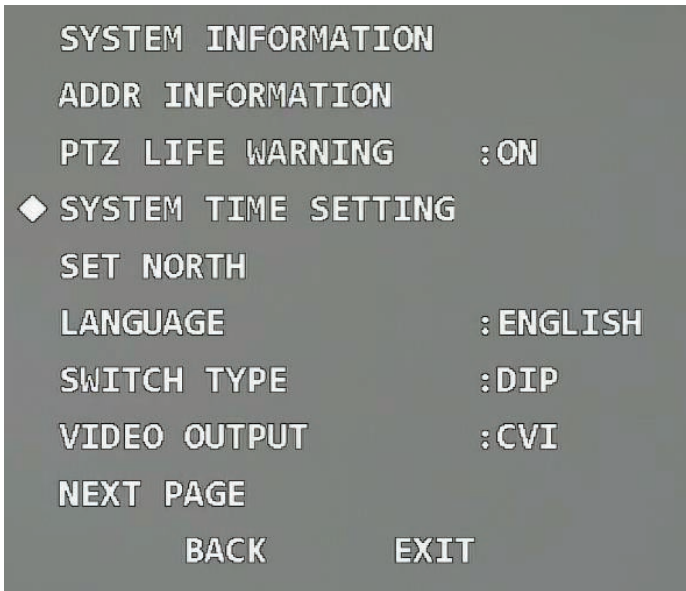 SYSTEM INFORMATION
ADDR INFORMATION
PTZ LIFE WARNING :ON
SYSTEM TIME SETTING
SET NORTH
LANGUAGE :ENGLISH
SWITCH TYPE :DIP
VIDEO OUTPUT :CVI
NEXT PAGE
BACK EXIT